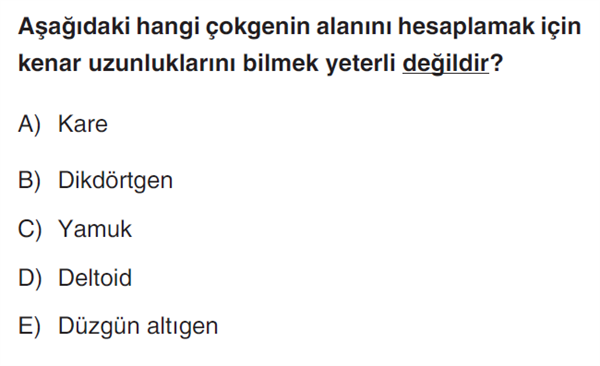 Aşağıdaki hangi çokgenin alanını hesaplamak için
kenar uzunluklarını bilmek yeterli değildir?
A) Kare
B) Dikdörtgen
C) Yamuk
D) Deltoid
E) Düzgün altıgen